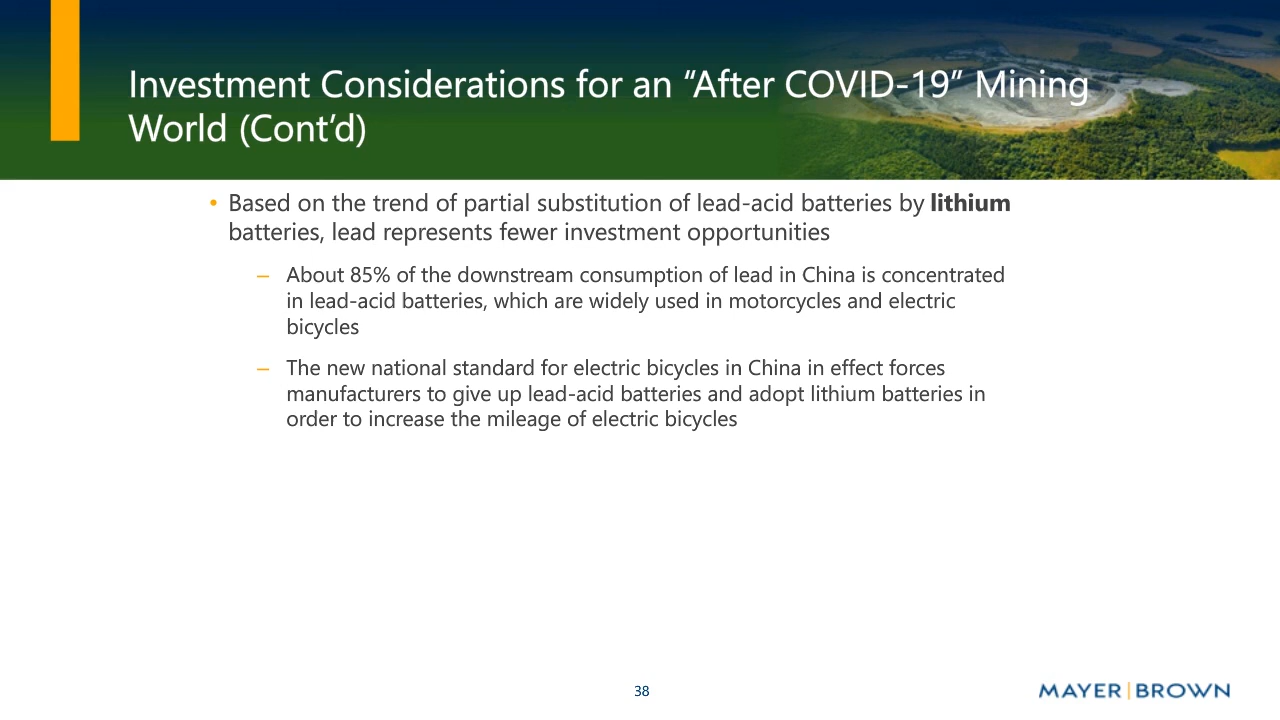 Investment Considerations for an “After COVID-19” Mining
World (Cont’d)
• Based on the trend of partial substitution of lead-acid batteries by lithium
batteries, lead represents fewer investment opportunities
– About 85% of the downstream consumption of lead in China is concentrated
in lead-acid batteries, which are widely used in motorcycles and electric
bicycles
– The new national standard for electric bicycles in China in effect forces
manufacturers to give up lead-acid batteries and adopt lithium batteries in
order to increase the mileage of electric bicycles
38
MAYER | BROWN